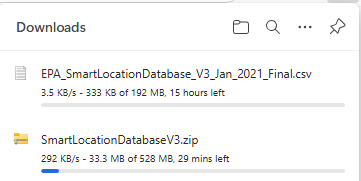 Downloads
EPA_SmartLocationDatabase_V3_Jan_2021_Final.csv
3.5 KB/s - 333 KB of 192 MB, 15 hours left
SmartLocationDatabaseV3.zip
292 KB/s - 33.3 MB of 528 MB, 29 mins left